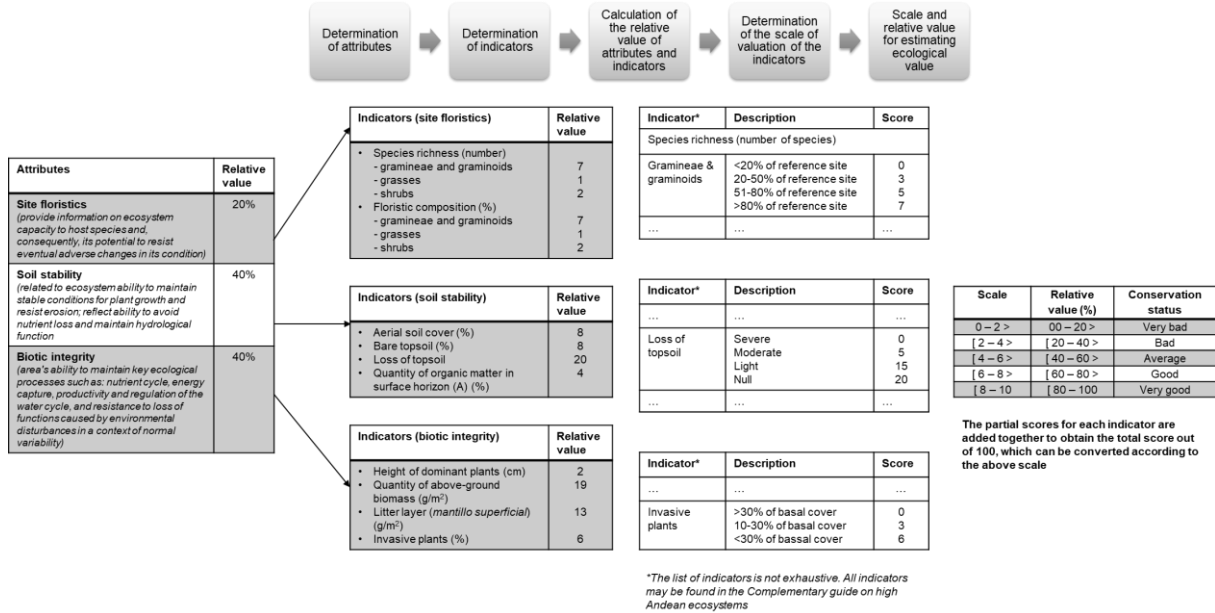 Determination
of attributes
Determination
of indicators
Calculation of
the relative
value of
attributes and
indicators
Determination
of the scale of
valuation of the
indicators
Scale and
relative value
for estimating
ecological
value
Attributes Relative
value
Site floristics 20%
(provide information on ecosystem
capacity to host species and,
consequently, its potential to resist
eventual adverse changes in its condition)
Soil stability 40%
(related to ecosystem ability to maintain
stable conditions for plant growth and
resist erosion; reflect ability to avoid
nutrient loss and maintain hydrological
function)
Biotic integrity 40%
(area's ability to maintain key ecological
processes such as: nutrient cycle, energy
capture, productivity and regulation of
the water cycle, and resistance to loss of
functions caused by environmental
disturbances in a context of normal
variability)
Indicators (site floristics) Relative
value
• Species richness (number)
- gramineae and graminoids 7
- grasses 1
- shrubs 2
• Floristic composition (%)
- gramineae and graminoids 7
- grasses 1
- shrubs 2
Indicators (soil stability) Relative
value
• Aerial soil cover (%) 8
• Bare topsoil (%) 8
• Loss of topsoil 20
• Quantity of organic matter in 4
surface horizon (A) (%)
Indicators (biotic integrity) Relative
value
• Height of dominant plants (cm) 2
• Quantity of above-ground 19
biomass (g/m²)
• Litter layer (mantillo superficial) 13
(g/m²)
• Invasive plants (%) 6
Indicator* Description Score
Species richness (number of species)
Gramineae & <20% of reference site 0
graminoids 20-50% of reference site 3
51-80% of reference site 5
>80% of reference site 7
... ... ...
Indicator* Description Score
... ... ...
Loss of Severe 0
topsoil Moderate 5
Light 15
Null 20
... ... ...
Indicator* Description Score
... ... ...
Invasive >30% of basal cover 0
plants 10-30% of basal cover 3
<30% of bassal cover 6
*The list of indicators is not exhaustive. All indicators
may be found in the Complementary guide on high
Andean ecosystems
Scale Relative Conservation
value (%) status
0 – 2 > 00 – 20 > Very bad
[ 2 – 4 > [ 20 – 40 > Bad
[ 4 – 6 > [ 40 – 60 > Average
[ 6 – 8 > [ 60 – 80 > Good
[ 8 – 10 [ 80 – 100 Very good
The partial scores for each indicator are
added together to obtain the total score out
of 100, which can be converted according to
the above scale